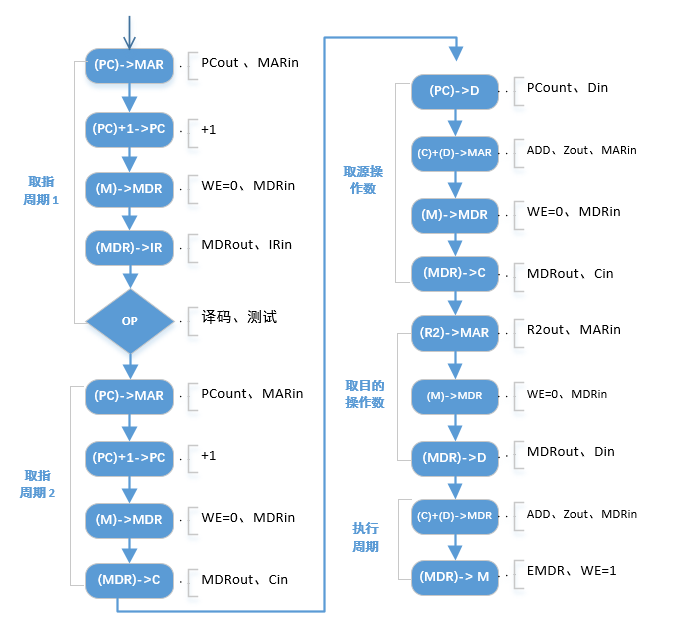 (PC)->MAR
PCout 、MARin
(PC)+1->PC
+1
取指
周期 1
(M)->MDR
WE=0、MDRin
(MDR)->IR
MDRout、IRin
OP
译码、测试
(PC)->MAR
PCount、MARin
(PC)+1->PC
+1
取指
周期 2
(M)->MDR
WE=0、MDRin
(MDR)->C
MDRout、Cin
(PC)->D
PCount、Din
(C)+(D)->MAR
ADD、Zout、MARin
取源操
作数
(M)->MDR
WE=0、MDRin
(MDR)->C
MDRout、Cin
(R2)->MAR
R2out、MARin
取目的
操作数
(M)->MDR
WE=0、MDRin
(MDR)->D
MDRout、Din
(C)+(D)->MDR
ADD、Zout、MDRin
执行
周期
(MDR)-> M
EMDR、WE=1